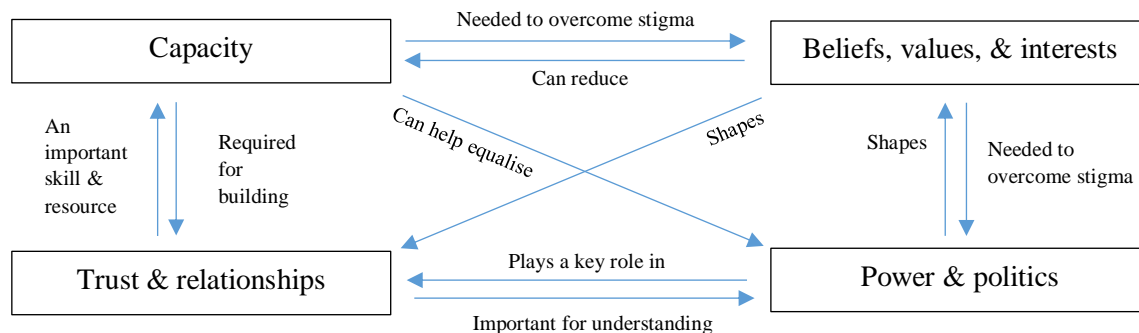 Needed to overcome stigma
Capacity
Beliefs, values, & interests
Can reduce
An
important
skill &
resource
Required
for
building
Can help equalise
Shapes
Shapes
Needed to
overcome stigma
Trust & relationships
Plays a key role in
Power & politics
Important for understanding